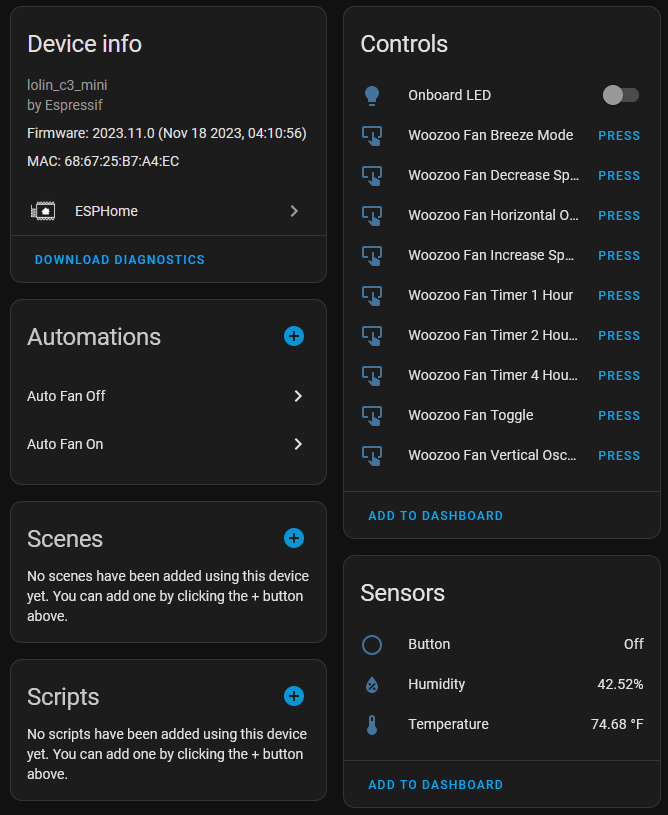 Device info
lolin_c3_mini
by Espressif
Firmware: 2023.11.0 (Nov 18 2023, 04:10:56)
MAC: 68:67:25:B7:A4:EC
ESPHome
DOWNLOAD DIAGNOSTICS
Automations
Auto Fan Off
Auto Fan On
Scenes
No scenes have been added using this device
yet. You can add one by clicking the + button
above.
Scripts
No scripts have been added using this device
yet. You can add one by clicking the + button
above.
Controls
Onboard LED
Woozoo Fan Breeze Mode PRESS
Woozoo Fan Decrease Sp... PRESS
Woozoo Fan Horizontal O... PRESS
Woozoo Fan Increase Sp... PRESS
Woozoo Fan Timer 1 Hour PRESS
Woozoo Fan Timer 2 Hou... PRESS
Woozoo Fan Timer 4 Hou... PRESS
Woozoo Fan Toggle PRESS
Woozoo Fan Vertical Osc... PRESS
ADD TO DASHBOARD
Sensors
Button Off
Humidity 42.52%
Temperature 74.68 °F
ADD TO DASHBOARD